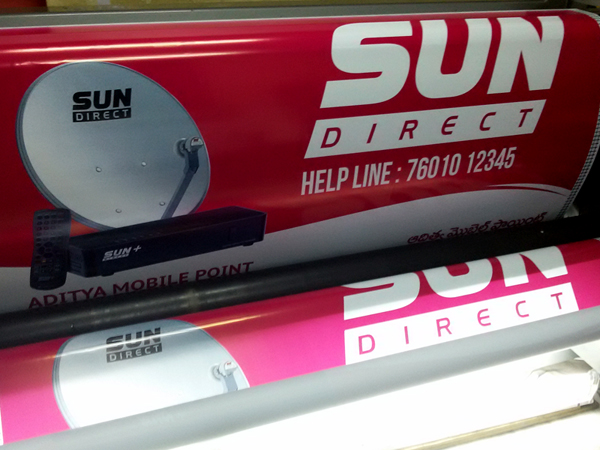 SUN
DIRECT
SUN
DIRECT
HELP LINE : 76010 12345
SUN+
ADITYA MOBILE POINT
SUN
DIRECT
SUN
DIRECT